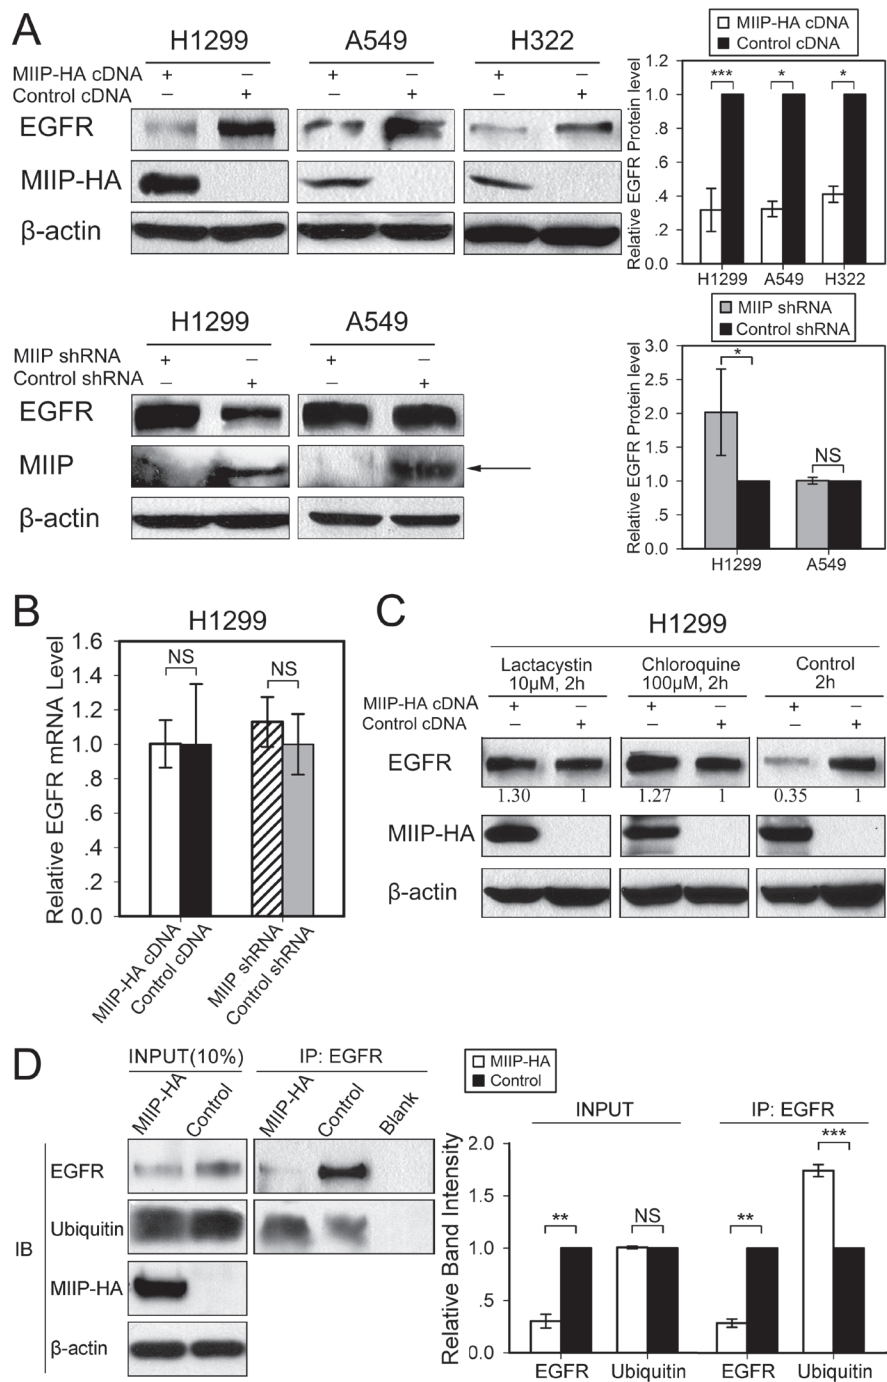 A
H1299 A549 H322
MIIP-HA cDNA + – + – + –
Control cDNA – + – + – +
EGFR
MIIP-HA
β-actin
MIIP-HA cDNA
Control cDNA
Relative EGFR Protein level
1.2
1.0
.8
.6
.4
.2
0.0
*** * *
H1299 A549 H322
H1299 A549
MIIP shRNA + – + –
Control shRNA – + – +
EGFR
MIIP
β-actin
MIIP shRNA
Control shRNA
Relative EGFR Protein level
3.0
2.5
2.0
1.5
1.0
.5
0.0
* NS
H1299 A549
B
H1299
Relative EGFR mRNA Level
1.6
1.4
1.2
1.0
.8
.6
.4
.2
0.0
NS NS
MIIP-HA cDNA
Control cDNA
MIIP shRNA
Control shRNA
C
H1299
Lactacystin Chloroquine Control
10μM, 2h 100μM, 2h 2h
MIIP-HA cDNA + – + – + –
Control cDNA – + – + – +
EGFR
1.30 1 1.27 1 0.35 1
MIIP-HA
β-actin
D
INPUT(10%) IP: EGFR
MIIP-HA Control MIIP-HA Control Blank
IB
EGFR
Ubiquitin
MIIP-HA
β-actin
MIIP-HA
Control
INPUT IP: EGFR
Relative Band Intensity
2.0
1.5
1.0
.5
0.0
** NS ** ***
EGFR Ubiquitin EGFR Ubiquitin